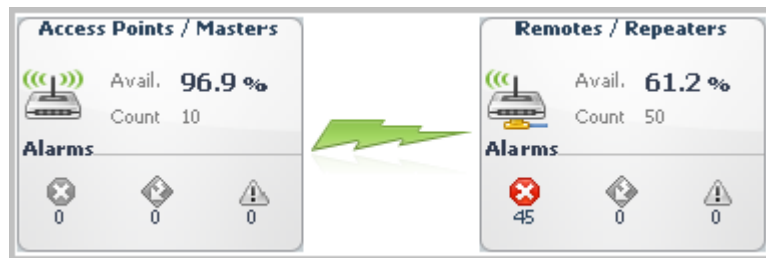 Access Points / Masters
Avail. 96.9 %
Count 10
Alarms
0 0 0
Remotes / Repeaters
Avail. 61.2 %
Count 50
Alarms
45 0 0